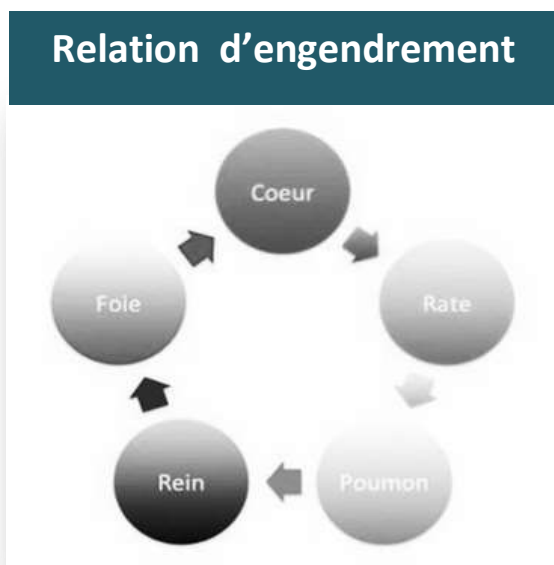 Relation d’engendrement
Coeur
Rate
Poumon
Rein
Foie